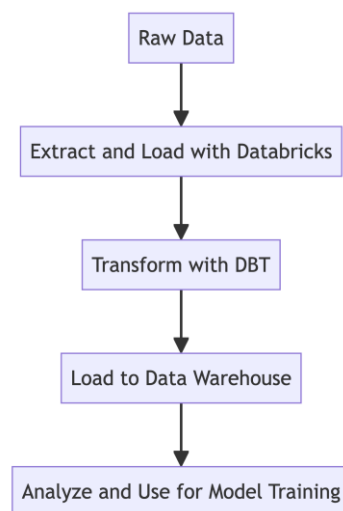 Raw Data
Extract and Load with Databricks
Transform with DBT
Load to Data Warehouse
Analyze and Use for Model Training